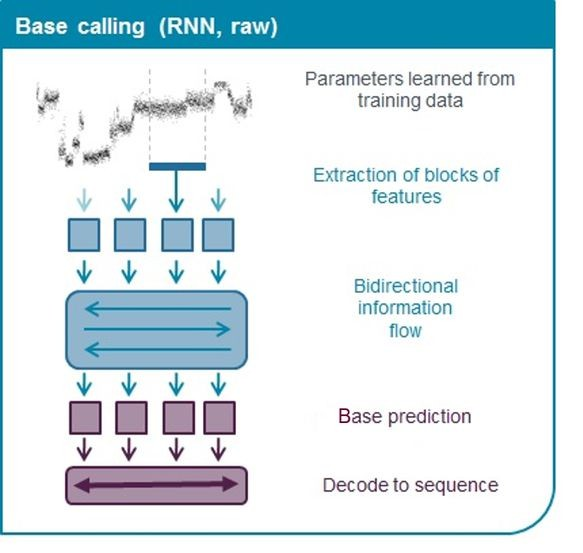 Base calling (RNN, raw)
Parameters learned from
training data
Extraction of blocks of
features
Bidirectional
information
flow
Base prediction
Decode to sequence